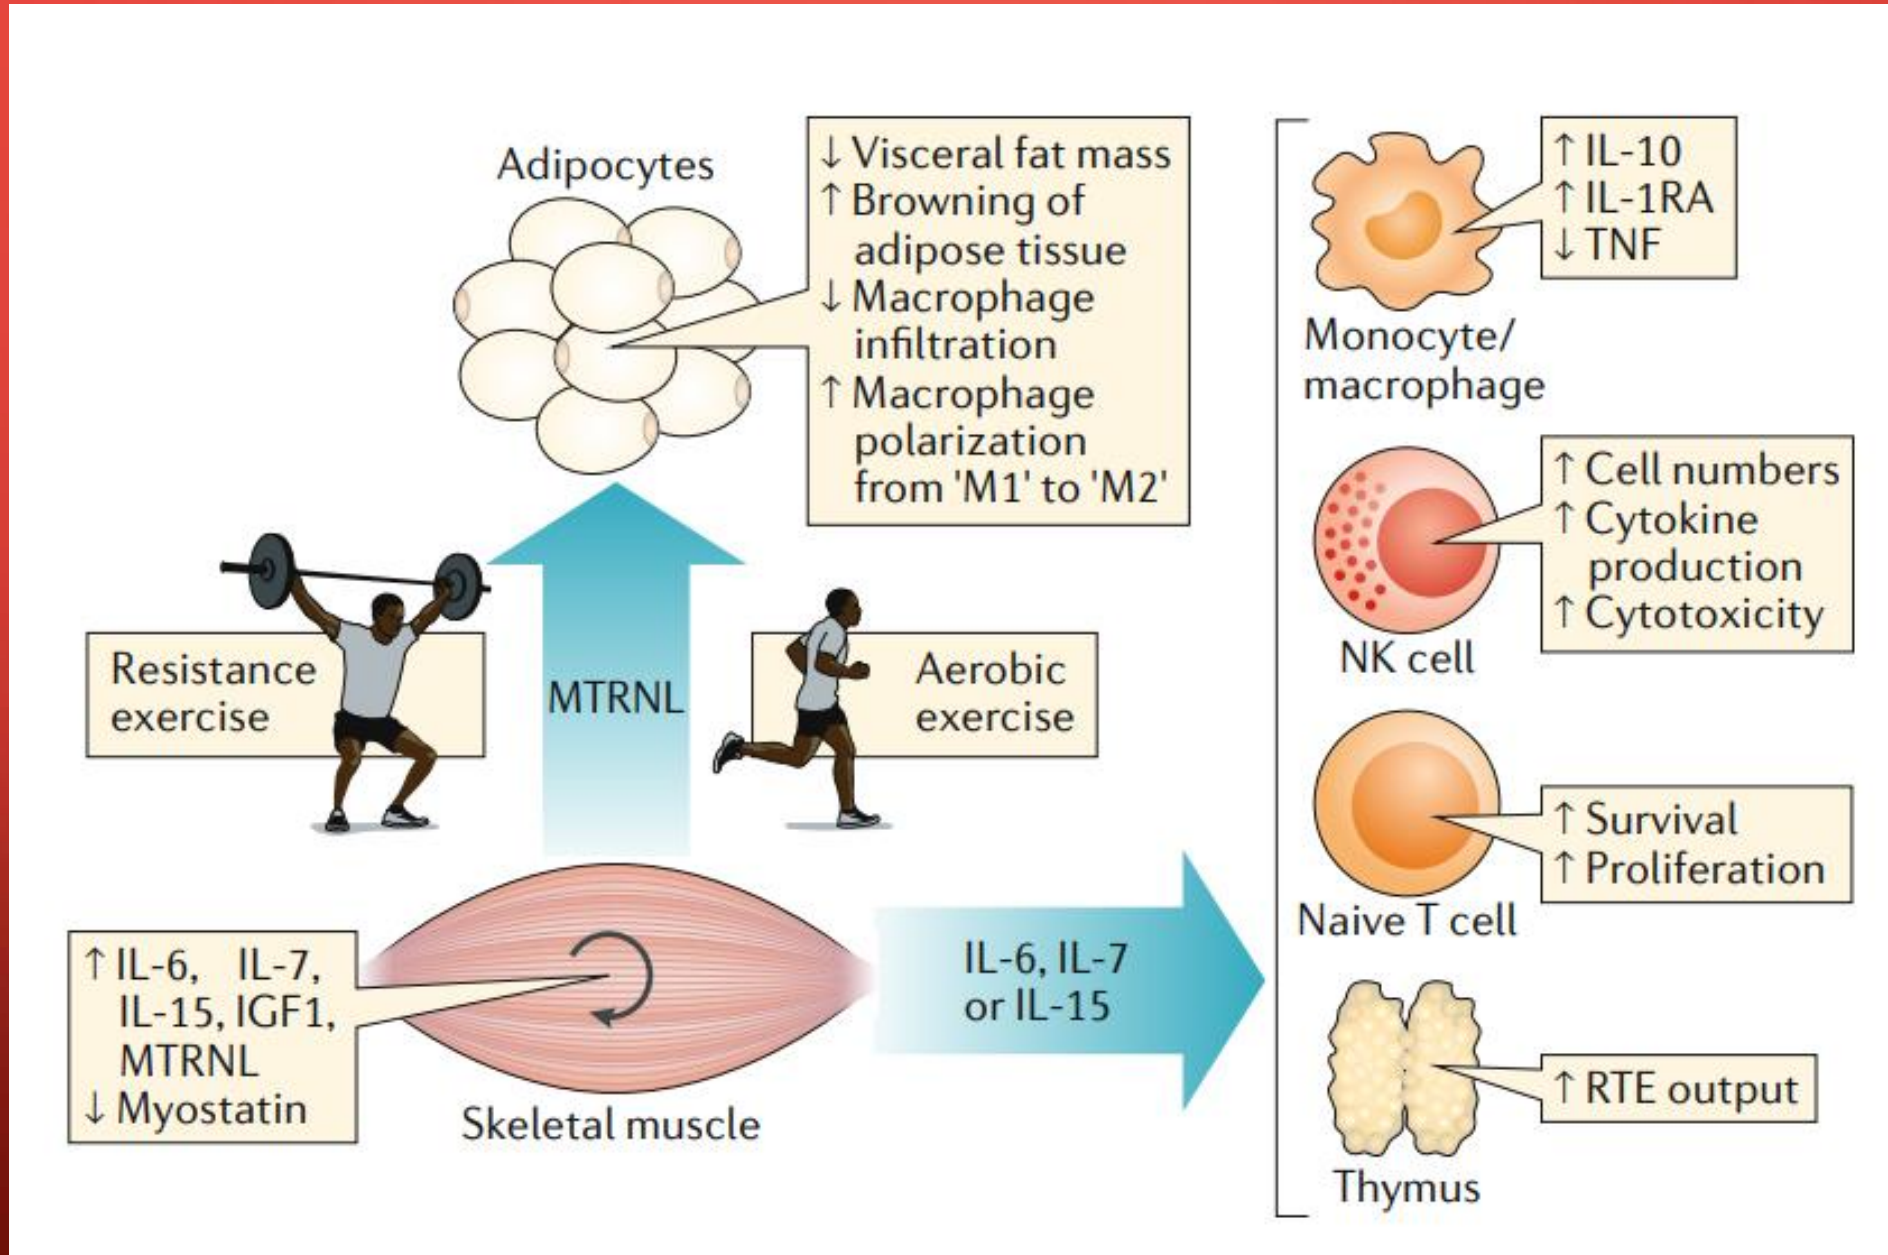 Adipocytes
↓ Visceral fat mass
↑ Browning of
adipose tissue
↓ Macrophage
infiltration
↑ Macrophage
polarization
from 'M1' to 'M2'
Resistance
exercise
MTRNL
Aerobic
exercise
↑ IL-6, IL-7,
IL-15, IGF1,
MTRNL
↓ Myostatin
Skeletal muscle
IL-6, IL-7
or IL-15
↑ IL-10
↑ IL-1RA
↓ TNF
Monocyte/
macrophage
↑ Cell numbers
↑ Cytokine
production
↑ Cytotoxicity
NK cell
↑ Survival
↑ Proliferation
Naive T cell
↑ RTE output
Thymus